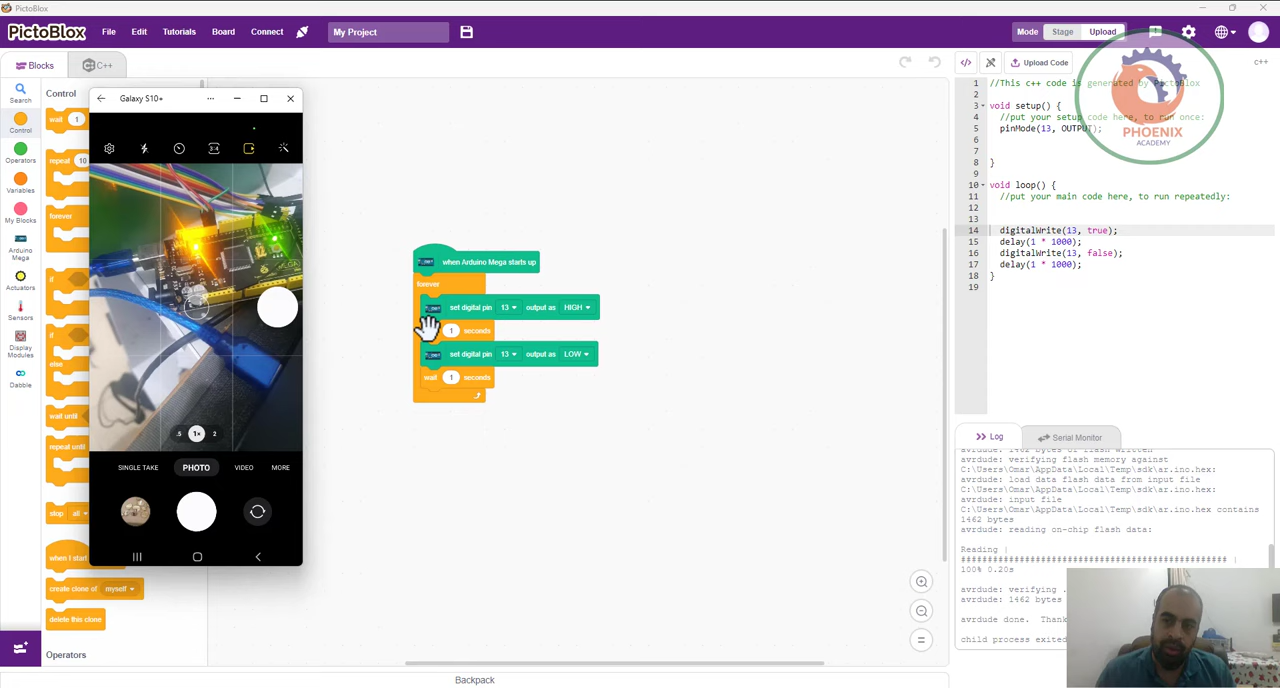 PictoBlox
PictoBlox
File
Edit
Tutorials
Board
Connect
My Project
Mode
Stage
Upload
Blocks
C++
Upload Code
C++
Search
Control
Operators
Variables
My Blocks
Arduino
Mega
Actuators
Sensors
Display
Modules
Dabble
Control
wait 1
repeat 10
forever
if
if
else
wait until
repeat until
stop all
when I start
create clone of myself
delete this clone
Operators
Galaxy S10+
3:4
.5 1× 2
SINGLE TAKE
PHOTO
VIDEO
MORE
when Arduino Mega starts up
forever
set digital pin 13 output as HIGH
1 seconds
set digital pin 13 output as LOW
wait 1 seconds
1 //This c++ code is generated by PictoBlox
2
3 void setup() {
4 //put your setup code here, to run once:
5 pinMode(13, OUTPUT);
6
7
8 }
9
10 void loop() {
11 //put your main code here, to run repeatedly:
12
13
14 digitalWrite(13, true);
15 delay(1 * 1000);
16 digitalWrite(13, false);
17 delay(1 * 1000);
18 }
19
PHOENIX
ACADEMY
Log
Serial Monitor
avrdude: verifying flash memory against
C:\Users\Omar\AppData\Local\Temp\sdk\ar.ino.hex:
avrdude: load data flash data from input file
C:\Users\Omar\AppData\Local\Temp\sdk\ar.ino.hex:
avrdude: input file
C:\Users\Omar\AppData\Local\Temp\sdk\ar.ino.hex contains
1462 bytes
avrdude: reading on-chip flash data:
Reading |
################################################## |
100% 0.20s
avrdude: verifying .
avrdude: 1462 bytes
avrdude done.
child process exited
Backpack